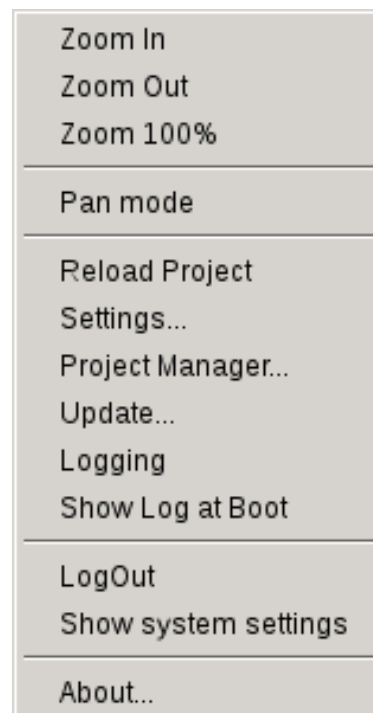 Zoom In
Zoom Out
Zoom 100%
Pan mode
Reload Project
Settings...
Project Manager...
Update...
Logging
Show Log at Boot
LogOut
Show system settings
About...